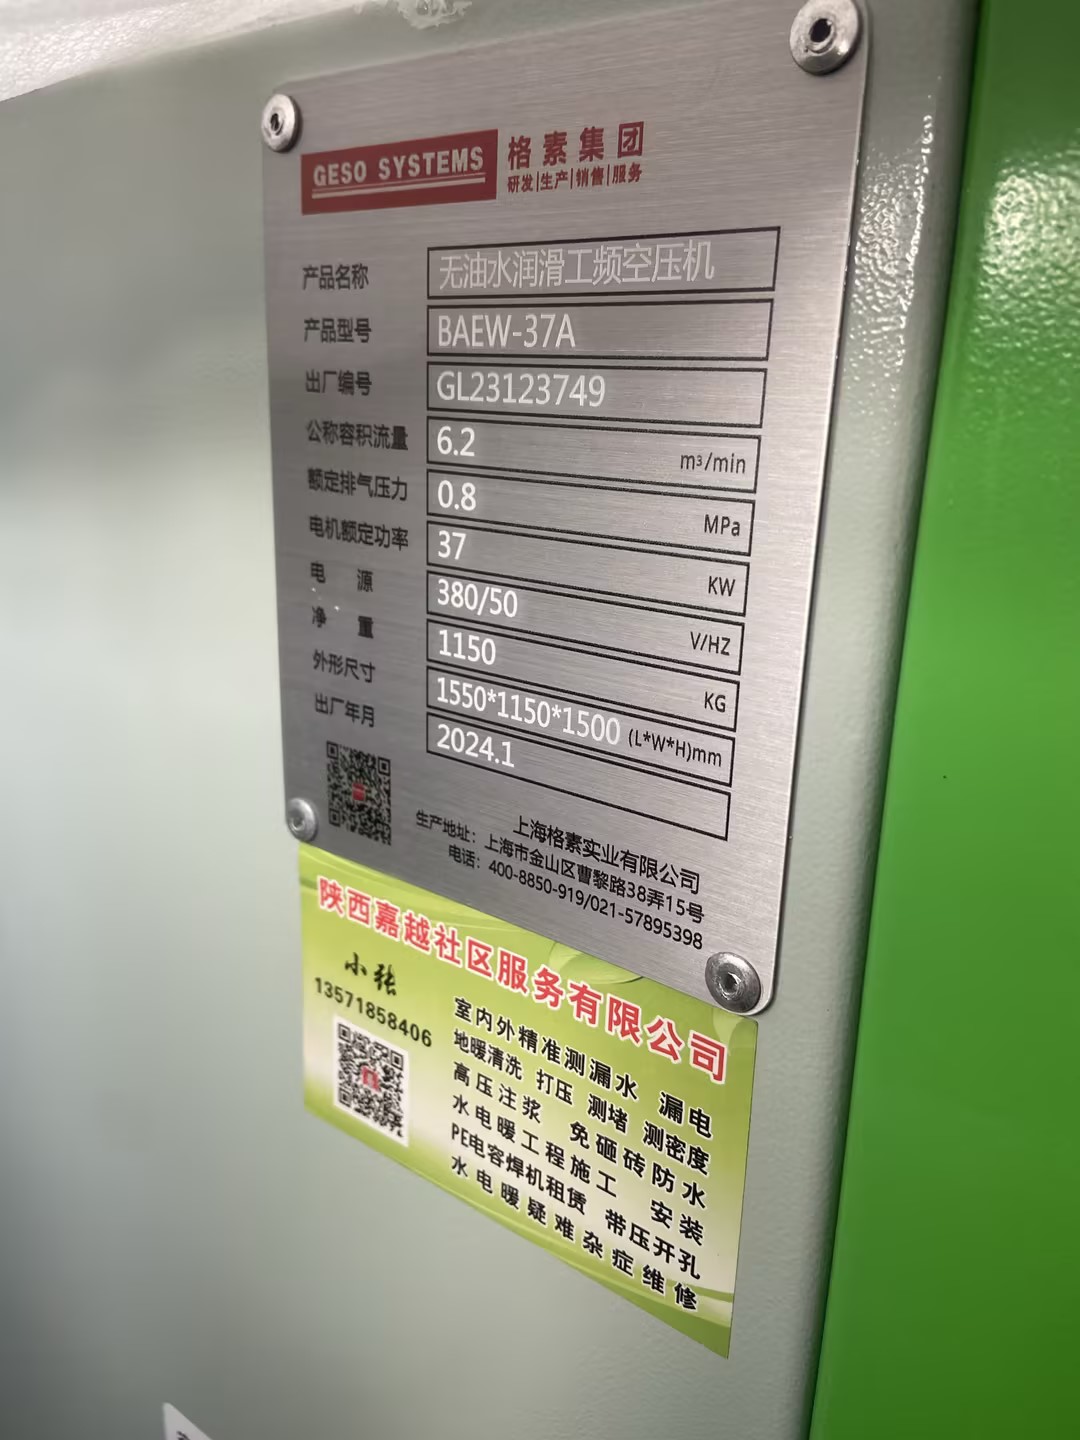 GESO SYSTEMS 格素集团
研发|生产|销售|服务
产品名称 无油水润滑工频空压机
产品型号 BAEW-37A
出厂编号 GL23123749
公称容积流量 6.2 m³/min
额定排气压力 0.8 MPa
电机额定功率 37 KW
电源 380/50 V/HZ
净重 1150 KG
外形尺寸 1550*1150*1500 (L*W*H)mm
出厂年月 2024.1
上海格素实业有限公司
生产地址：上海市金山区曹黎路38弄15号
电话：400-8850-919/021-57895398
陕西嘉越社区服务有限公司
小张
13571858406
室内外精准测漏水 漏电
地暖清洗 打压 测堵 测密度
高压注浆 免砸砖防水
水电暖工程施工 安装
PE电容焊机租赁 带压开孔
水电暖疑难杂症维修